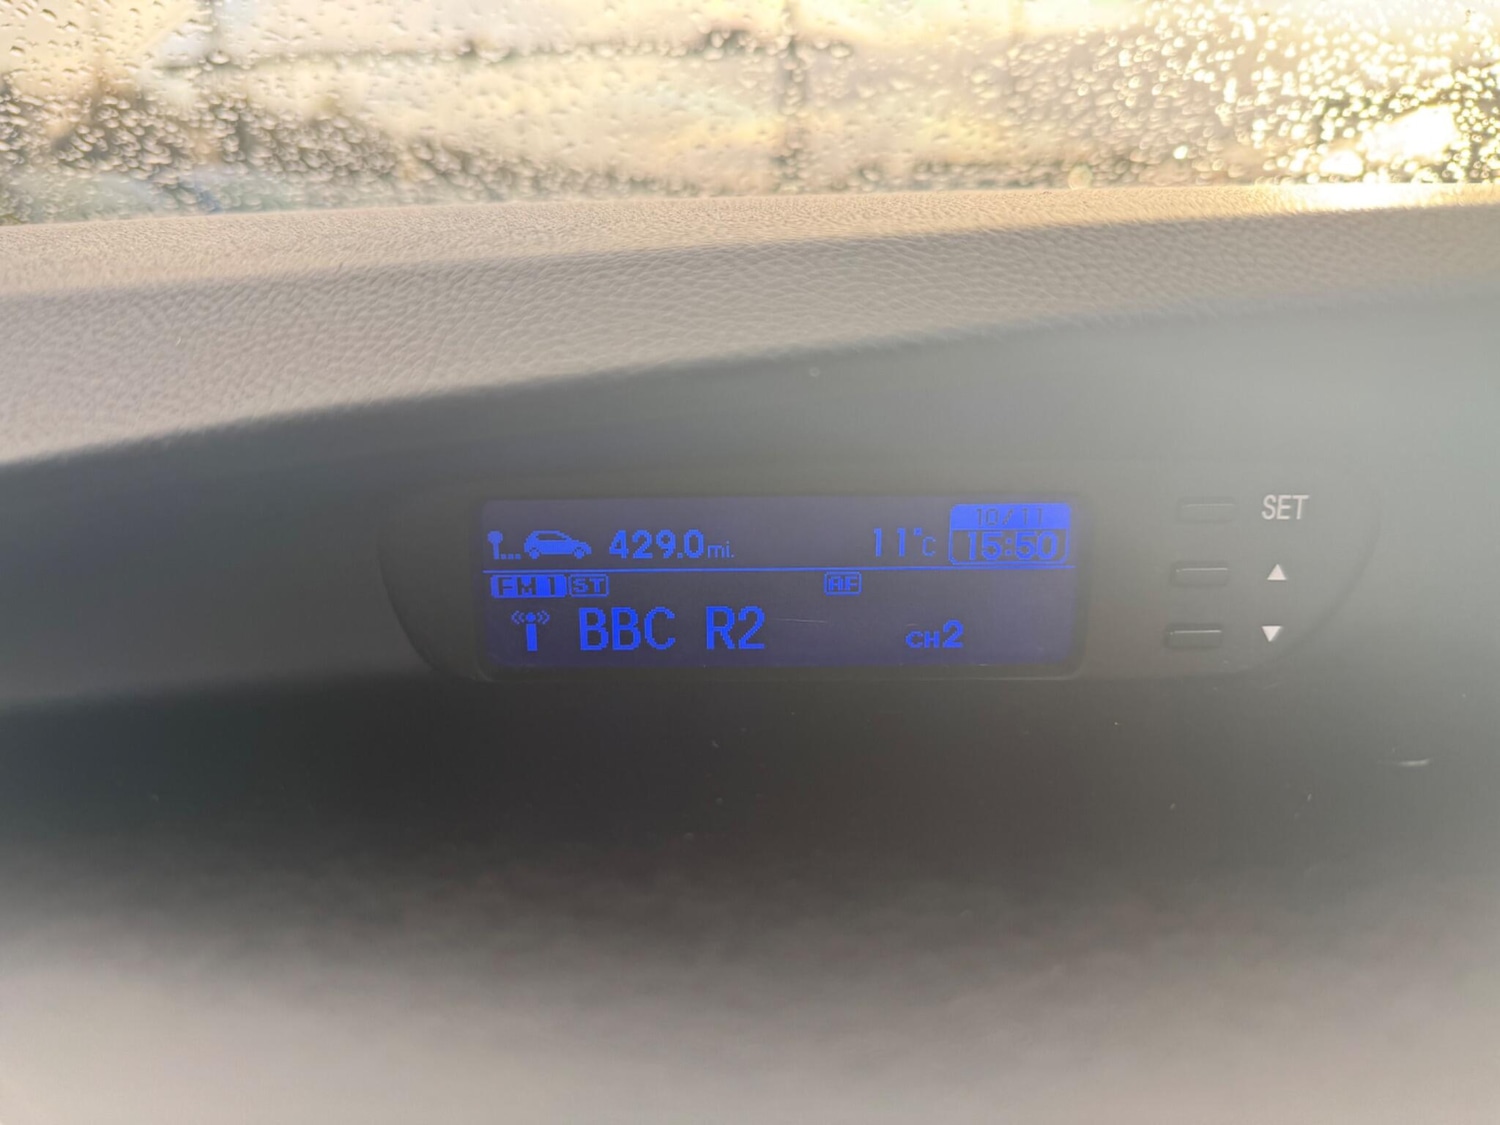 10/11
429.0mi. 11°C 15:50
SET
FM1 ST AF
BBC R2 CH2